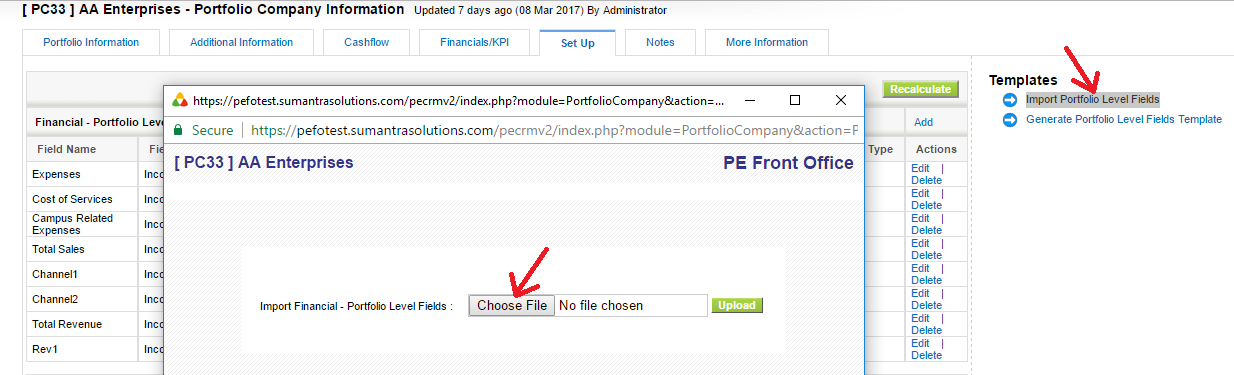 [ PC33 ] AA Enterprises - Portfolio Company Information Updated 7 days ago (08 Mar 2017) By Administrator
Portfolio Information Additional Information Cashflow Financials/KPI Set Up Notes More Information
Templates
Recalculate
Import Portfolio Level Fields
Generate Portfolio Level Fields Template
Financial - Portfolio Leve
Add
Field Name Fie Type Actions
Expenses Inco Edit | Delete
Cost of Services Inco Edit | Delete
Campus Related Expenses Inco Edit | Delete
Total Sales Inco Edit | Delete
Channel1 Inco Edit | Delete
Channel2 Inco Edit | Delete
Total Revenue Inco Edit | Delete
Rev1 Inco Edit | Delete
https://pefotest.sumantrasolutions.com/pecrmv2/index.php?module=PortfolioCompany&action=...
Secure | https://pefotest.sumantrasolutions.com/pecrmv2/index.php?module=PortfolioCompany&action=P
[ PC33 ] AA Enterprises PE Front Office
Import Financial - Portfolio Level Fields : Choose File No file chosen Upload